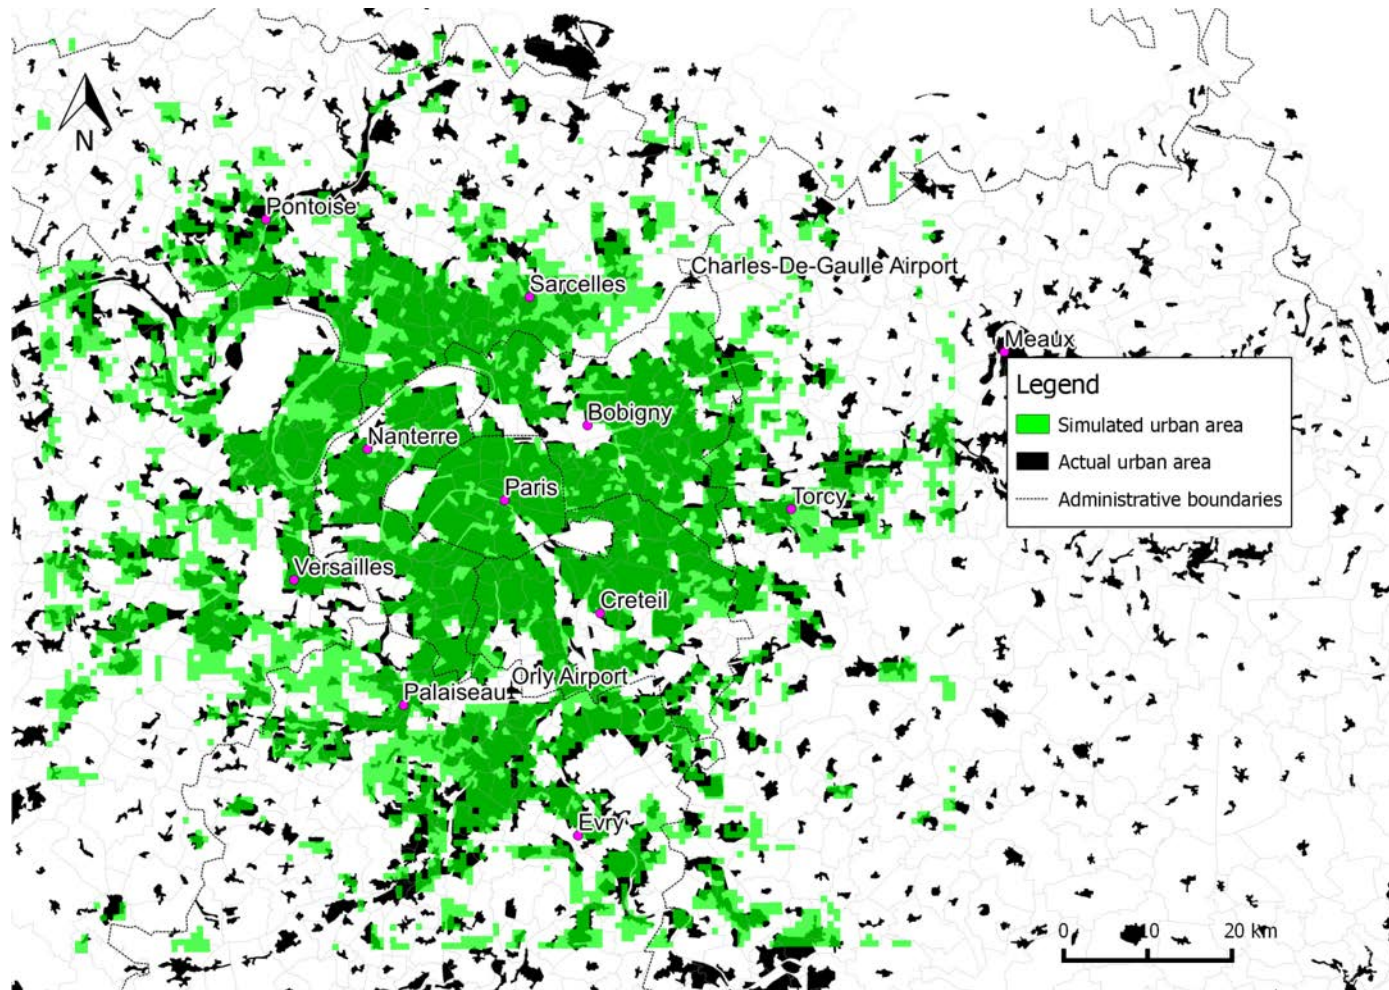 N
Pontoise
Charles-De-Gaulle Airport
Sarcelles
Meaux
Legend
Simulated urban area
Actual urban area
Administrative boundaries
Bobigny
Nanterre
Paris
Torcy
Versailles
Creteil
Orly Airport
Palaiseau
Evry
0 10 20 km